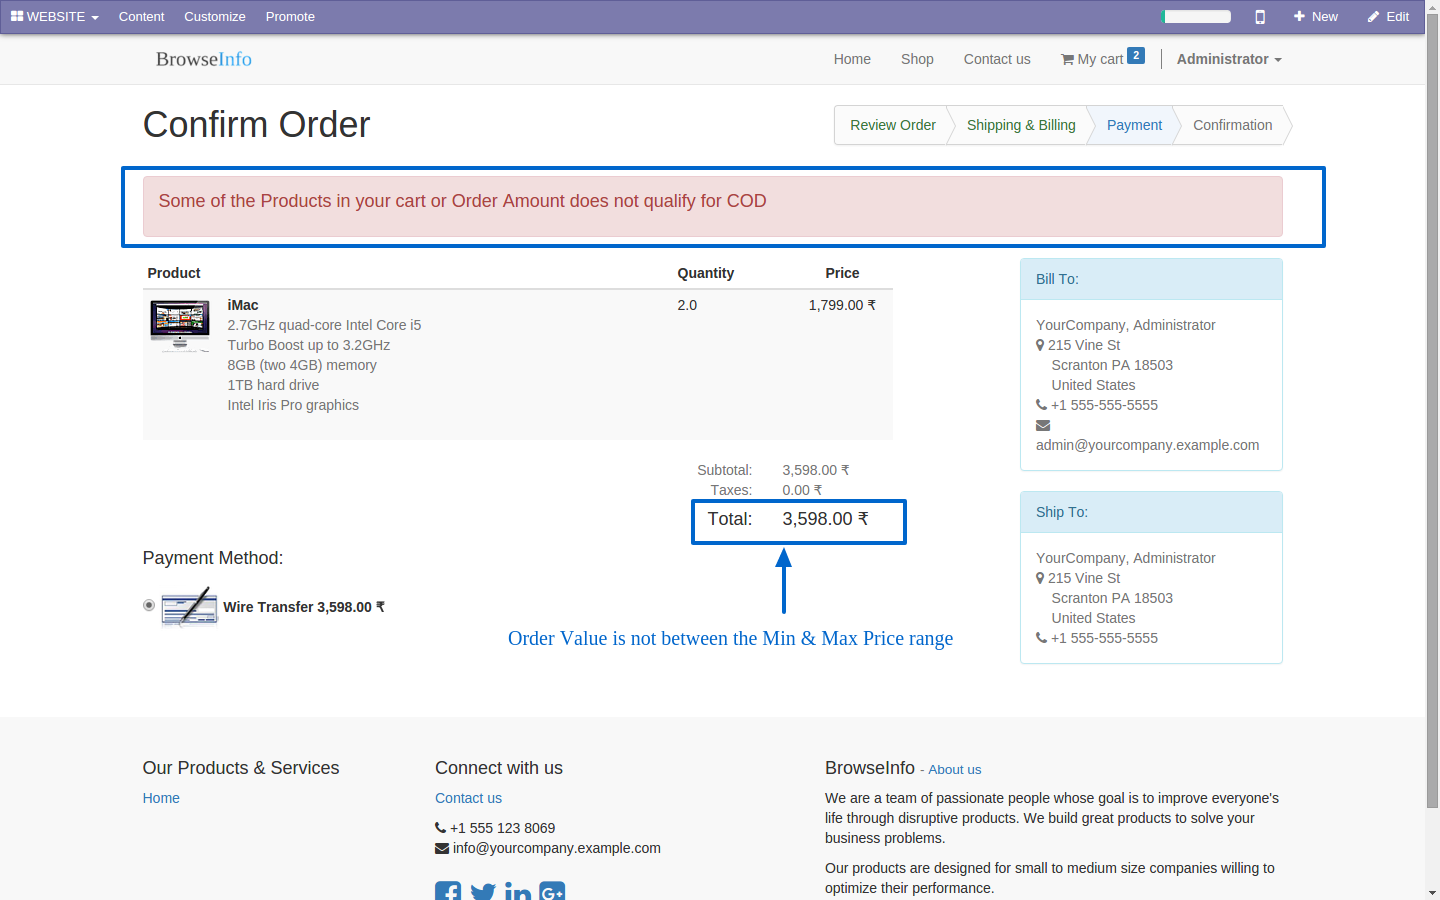 WEBSITE Content Customize Promote New Edit
BrowseInfo Home Shop Contact us My cart 2 Administrator
Confirm Order
Review Order Shipping & Billing Payment Confirmation
Some of the Products in your cart or Order Amount does not qualify for COD
Product Quantity Price
iMac 2.0 1,799.00 ₹
2.7GHz quad-core Intel Core i5
Turbo Boost up to 3.2GHz
8GB (two 4GB) memory
1TB hard drive
Intel Iris Pro graphics
Subtotal: 3,598.00 ₹
Taxes: 0.00 ₹
Total: 3,598.00 ₹
Payment Method:
Wire Transfer 3,598.00 ₹
Order Value is not between the Min & Max Price range
Bill To:
YourCompany, Administrator
215 Vine St
Scranton PA 18503
United States
+1 555-555-5555
admin@yourcompany.example.com
Ship To:
YourCompany, Administrator
215 Vine St
Scranton PA 18503
United States
+1 555-555-5555
Our Products & Services
Home
Connect with us
Contact us
+1 555 123 8069
info@yourcompany.example.com
BrowseInfo - About us
We are a team of passionate people whose goal is to improve everyone's
life through disruptive products. We build great products to solve your
business problems.
Our products are designed for small to medium size companies willing to
optimize their performance.